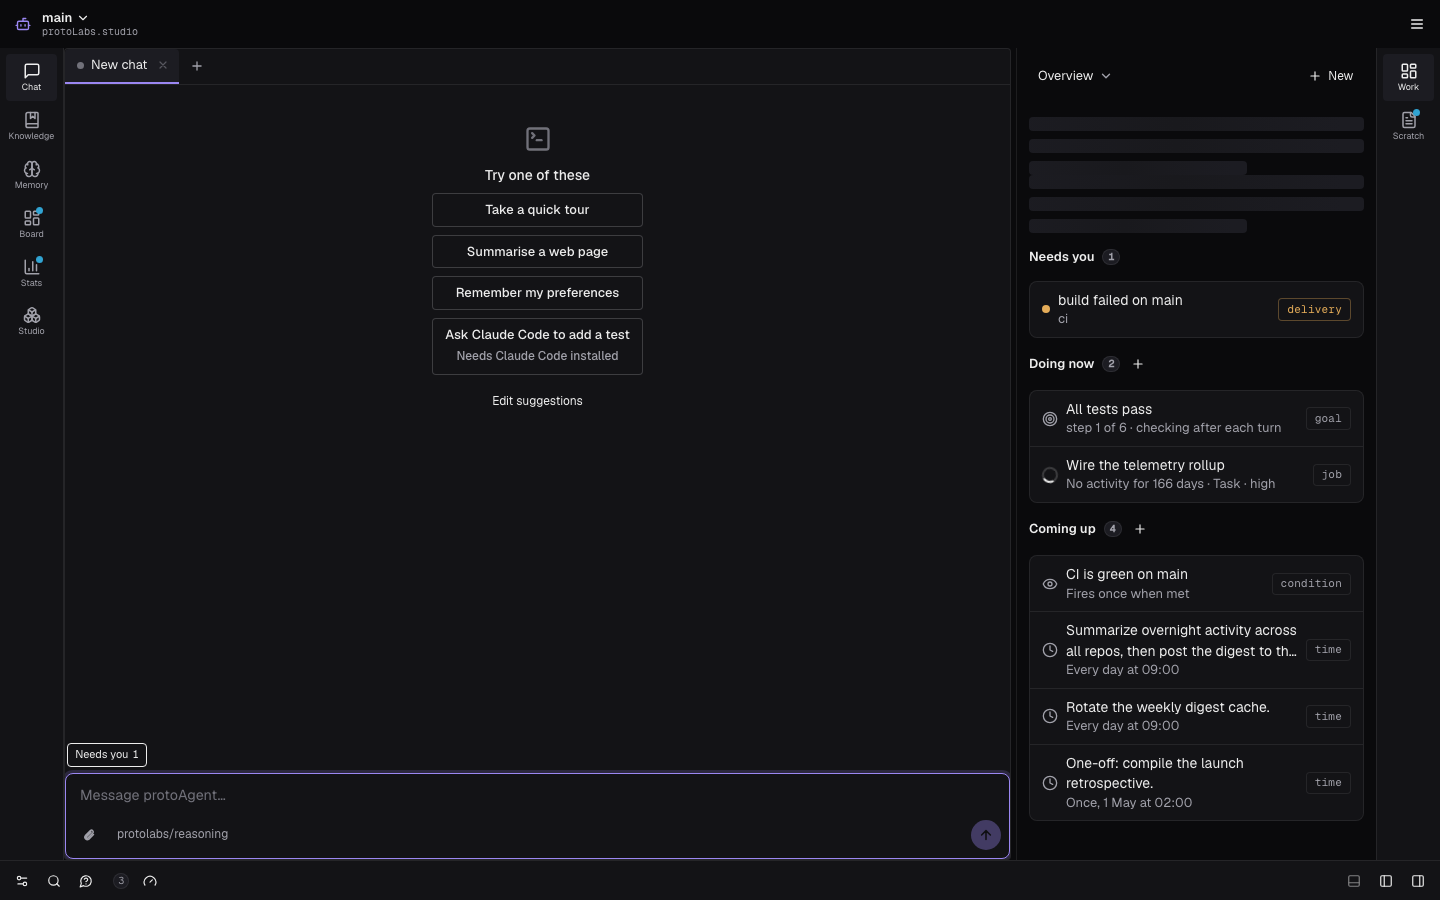 main
protoLabs.studio
Chat
Knowledge
Memory
Board
Stats
Studio
New chat
Try one of these
Take a quick tour
Summarise a web page
Remember my preferences
Ask Claude Code to add a test
Needs Claude Code installed
Edit suggestions
Needs you 1
Message protoAgent…
protolabs/reasoning
Overview
New
Needs you 1
build failed on main
ci
delivery
Doing now 2
All tests pass
step 1 of 6 · checking after each turn
goal
Wire the telemetry rollup
No activity for 166 days · Task · high
job
Coming up 4
CI is green on main
Fires once when met
condition
Summarize overnight activity across
all repos, then post the digest to th…
Every day at 09:00
time
Rotate the weekly digest cache.
Every day at 09:00
time
One-off: compile the launch
retrospective.
Once, 1 May at 02:00
time
Work
Scratch
3